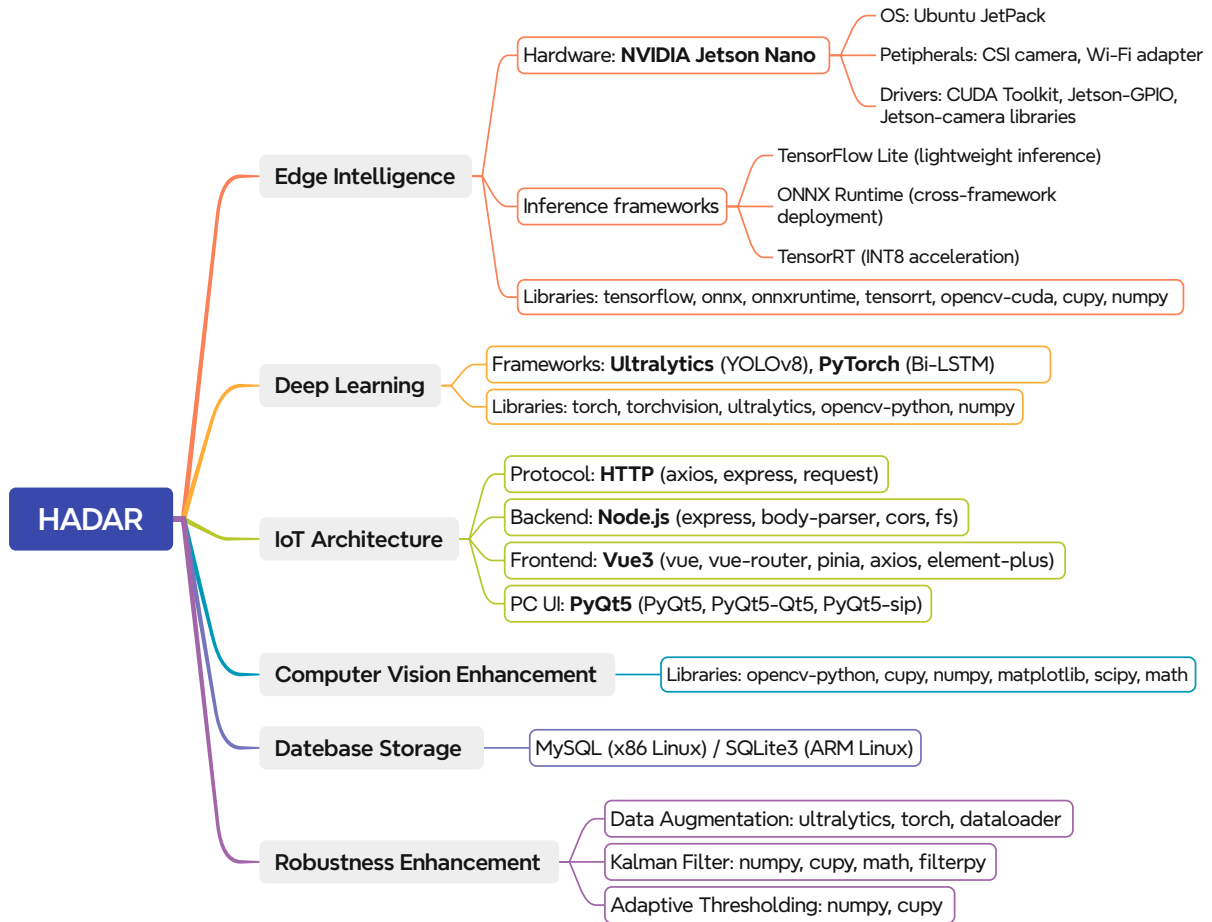 HADAR
Edge Intelligence
Hardware: NVIDIA Jetson Nano
OS: Ubuntu JetPack
Petipherals: CSI camera, Wi-Fi adapter
Drivers: CUDA Toolkit, Jetson-GPIO,
Jetson-camera libraries
Inference frameworks
TensorFlow Lite (lightweight inference)
ONNX Runtime (cross-framework
deployment)
TensorRT (INT8 acceleration)
Libraries: tensorflow, onnx, onnxruntime, tensorrt, opencv-cuda, cupy, numpy
Deep Learning
Frameworks: Ultralytics (YOLOv8), PyTorch (Bi-LSTM)
Libraries: torch, torchvision, ultralytics, opencv-python, numpy
IoT Architecture
Protocol: HTTP (axios, express, request)
Backend: Node.js (express, body-parser, cors, fs)
Frontend: Vue3 (vue, vue-router, pinia, axios, element-plus)
PC UI: PyQt5 (PyQt5, PyQt5-Qt5, PyQt5-sip)
Computer Vision Enhancement
Libraries: opencv-python, cupy, numpy, matplotlib, scipy, math
Datebase Storage
MySQL (x86 Linux) / SQLite3 (ARM Linux)
Robustness Enhancement
Data Augmentation: ultralytics, torch, dataloader
Kalman Filter: numpy, cupy, math, filterpy
Adaptive Thresholding: numpy, cupy